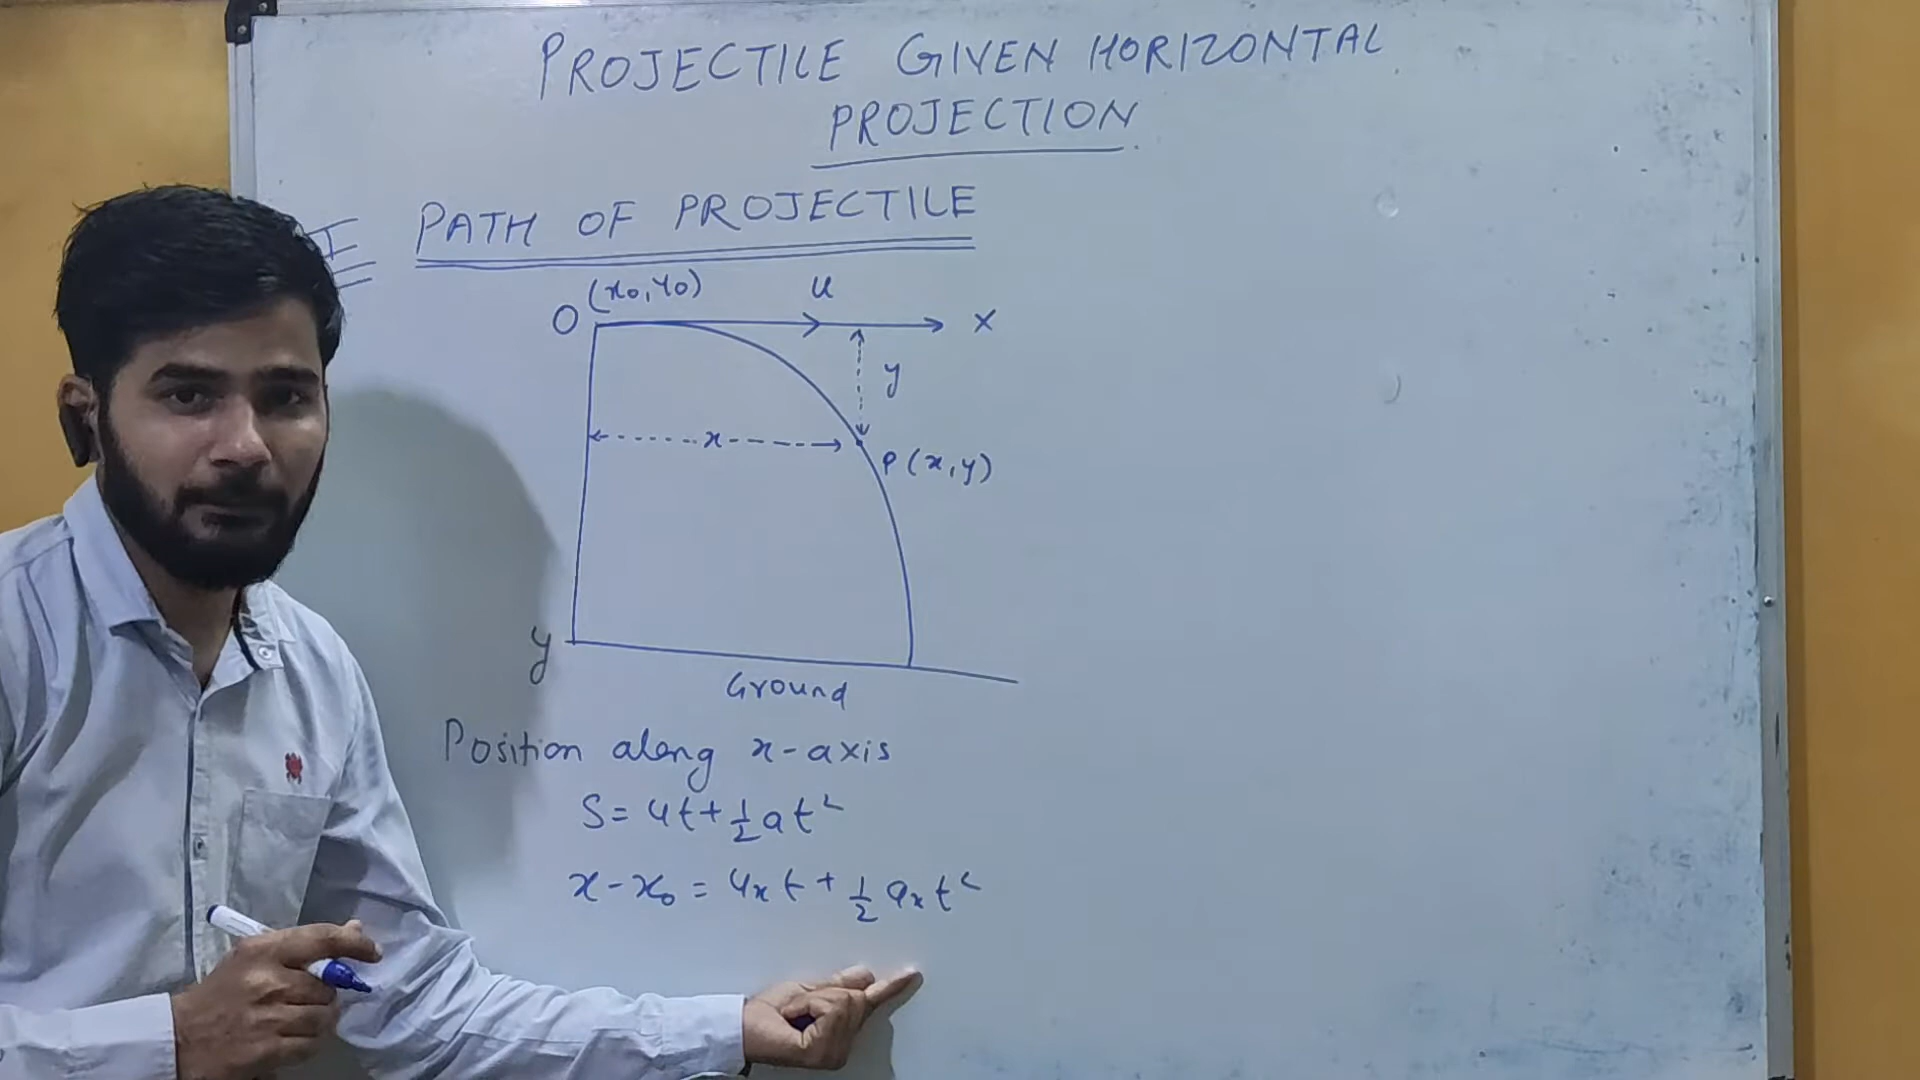 PROJECTILE GIVEN HORIZONTAL
PROJECTION.
I PATH OF PROJECTILE
(x₀,y₀) u
O X
y
x
P(x,y)
y
Ground
Position along x-axis
S = ut + ½at²
x - x₀ = uₓt + ½aₓt²